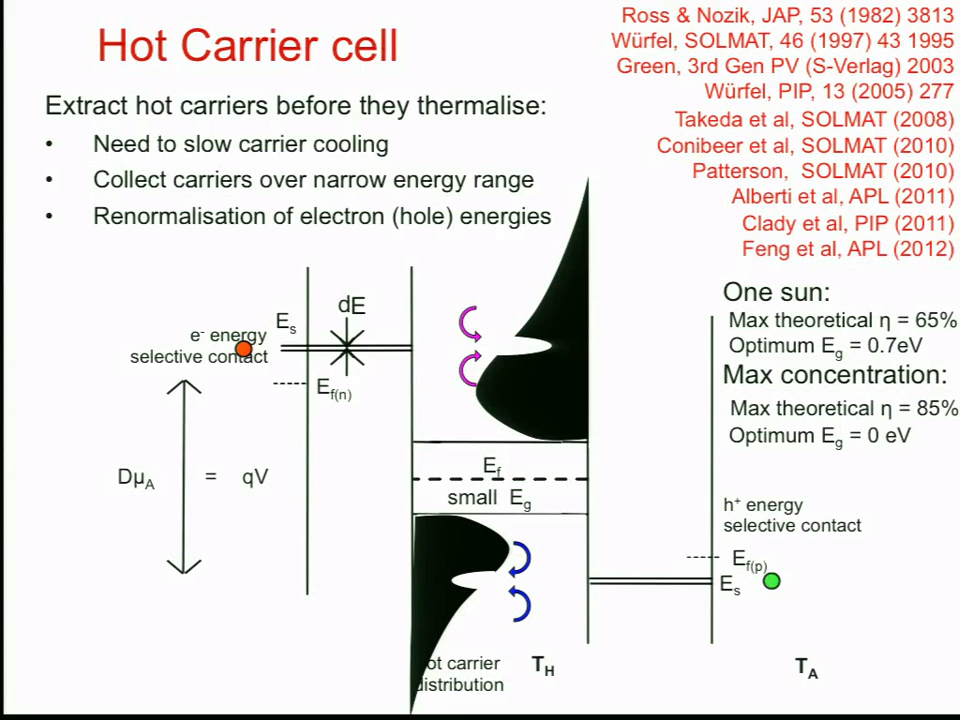 Hot Carrier cell
Ross & Nozik, JAP, 53 (1982) 3813
Würfel, SOLMAT, 46 (1997) 43 1995
Green, 3rd Gen PV (S-Verlag) 2003
Würfel, PIP, 13 (2005) 277
Takeda et al, SOLMAT (2008)
Conibeer et al, SOLMAT (2010)
Patterson, SOLMAT (2010)
Alberti et al, APL (2011)
Clady et al, PIP (2011)
Feng et al, APL (2012)
Extract hot carriers before they thermalise:
• Need to slow carrier cooling
• Collect carriers over narrow energy range
• Renormalisation of electron (hole) energies
One sun:
Max theoretical η = 65%
Optimum Eg = 0.7eV
Max concentration:
Max theoretical η = 85%
Optimum Eg = 0 eV
dE
Es
e- energy
selective contact
Ef(n)
DμA = qV
Ef
small Eg
h+ energy
selective contact
Ef(p)
Es
carrier
TH
TA